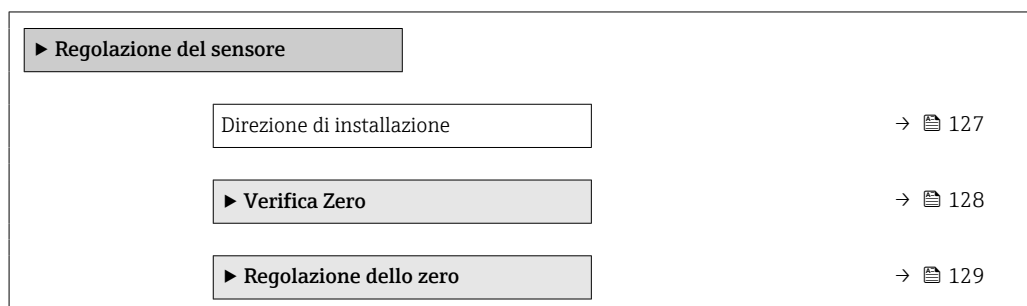 ▶ Regolazione del sensore
Direzione di installazione → 127
▶ Verifica Zero → 128
▶ Regolazione dello zero → 129